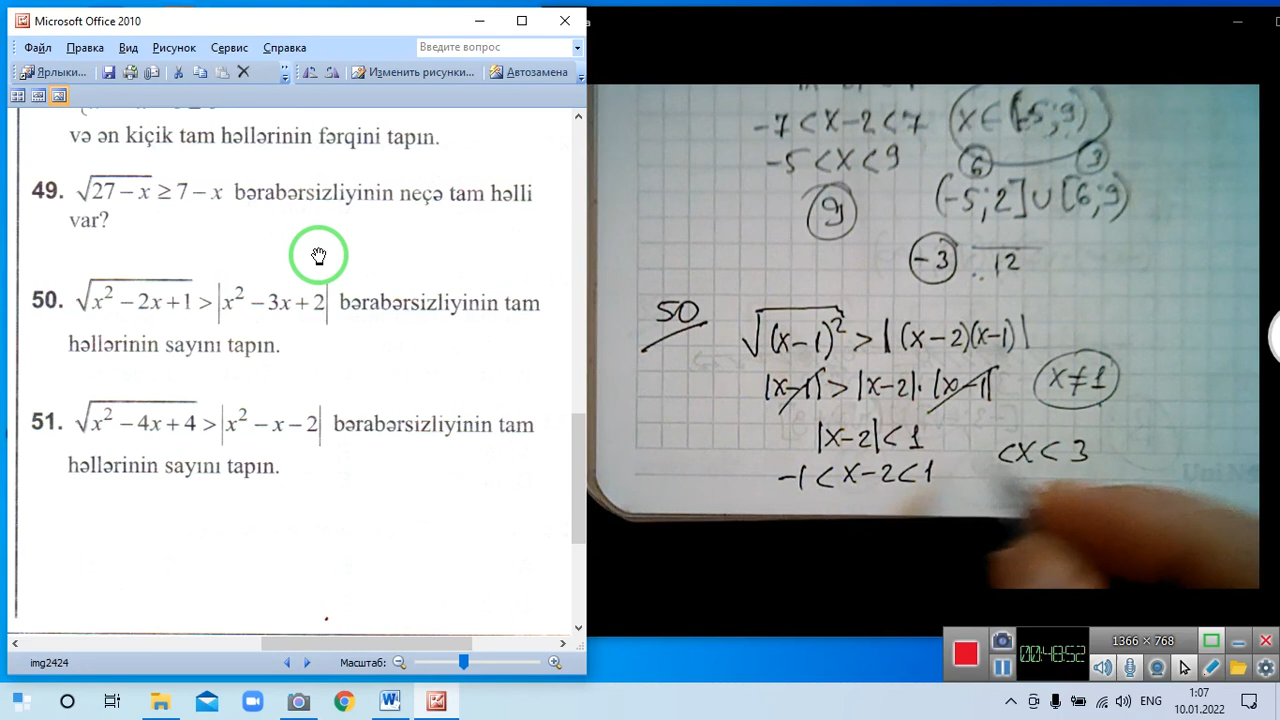 Microsoft Office 2010
Файл Правка Вид Рисунок Сервис Справка
Введите вопрос
Ярлыки... Изменить рисунки... Автозамена
və ən kiçik tam həllərinin fərqini tapın.
49. √(27 − x) ≥ 7 − x bərabərsizliyinin neçə tam həlli
var?
50. √(x² − 2x + 1) > |x² − 3x + 2| bərabərsizliyinin tam
həllərinin sayını tapın.
51. √(x² − 4x + 4) > |x² − x − 2| bərabərsizliyinin tam
həllərinin sayını tapın.
img2424
Масштаб:
−7 < x − 2 < 7 x ∈ (−5; 9)
−5 < x < 9 6 3
9 (−5; 2] ∪ [6; 9)
−3 12
50 √(x−1)² > |(x−2)(x−1)|
|x−1| > |x−2| · |x−1| x ≠ 1
|x−2| < 1 < x < 3
−1 < x − 2 < 1
1366 × 768
00:48:52
ENG
1:07
10.01.2022